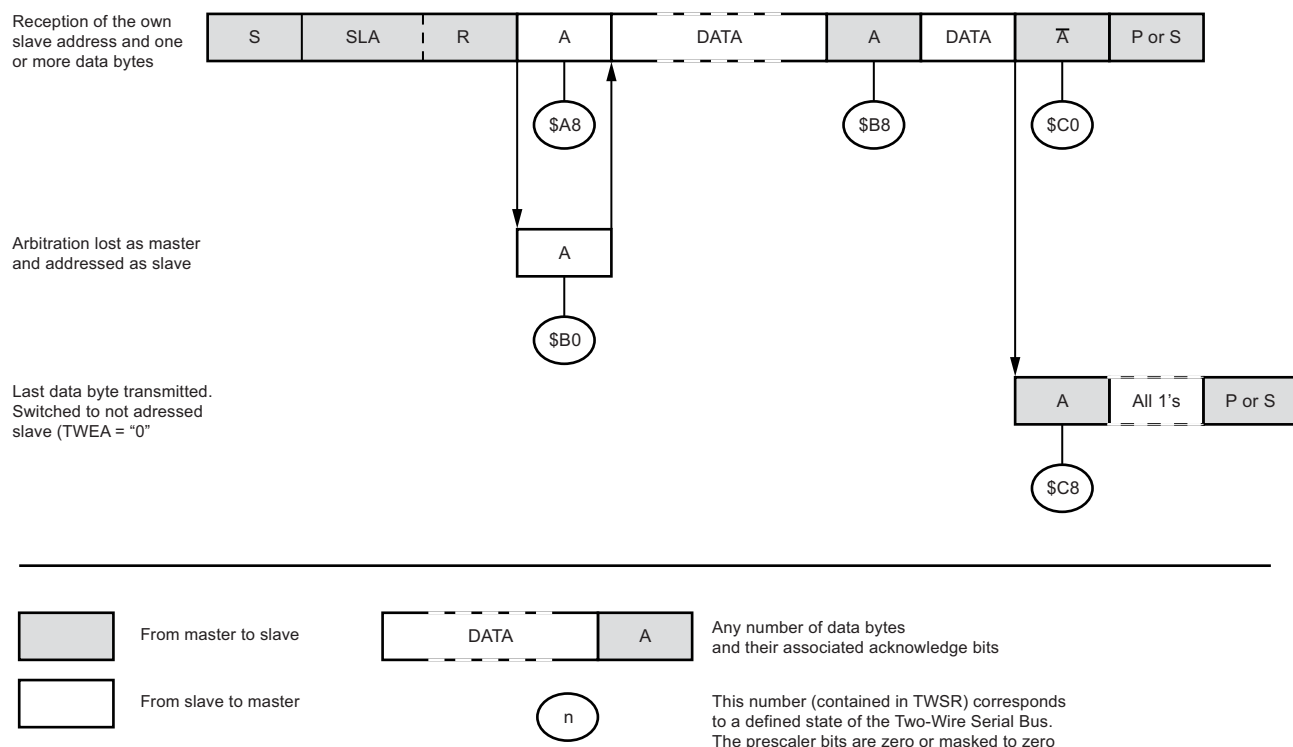 Reception of the own
slave address and one
or more data bytes
S SLA R A DATA A DATA A̅ P or S
$A8 $B8 $C0
Arbitration lost as master
and addressed as slave
A
$B0
Last data byte transmitted.
Switched to not adressed
slave (TWEA = “0”
A All 1's P or S
$C8
From master to slave
DATA A
Any number of data bytes
and their associated acknowledge bits
From slave to master
n
This number (contained in TWSR) corresponds
to a defined state of the Two-Wire Serial Bus.
The prescaler bits are zero or masked to zero